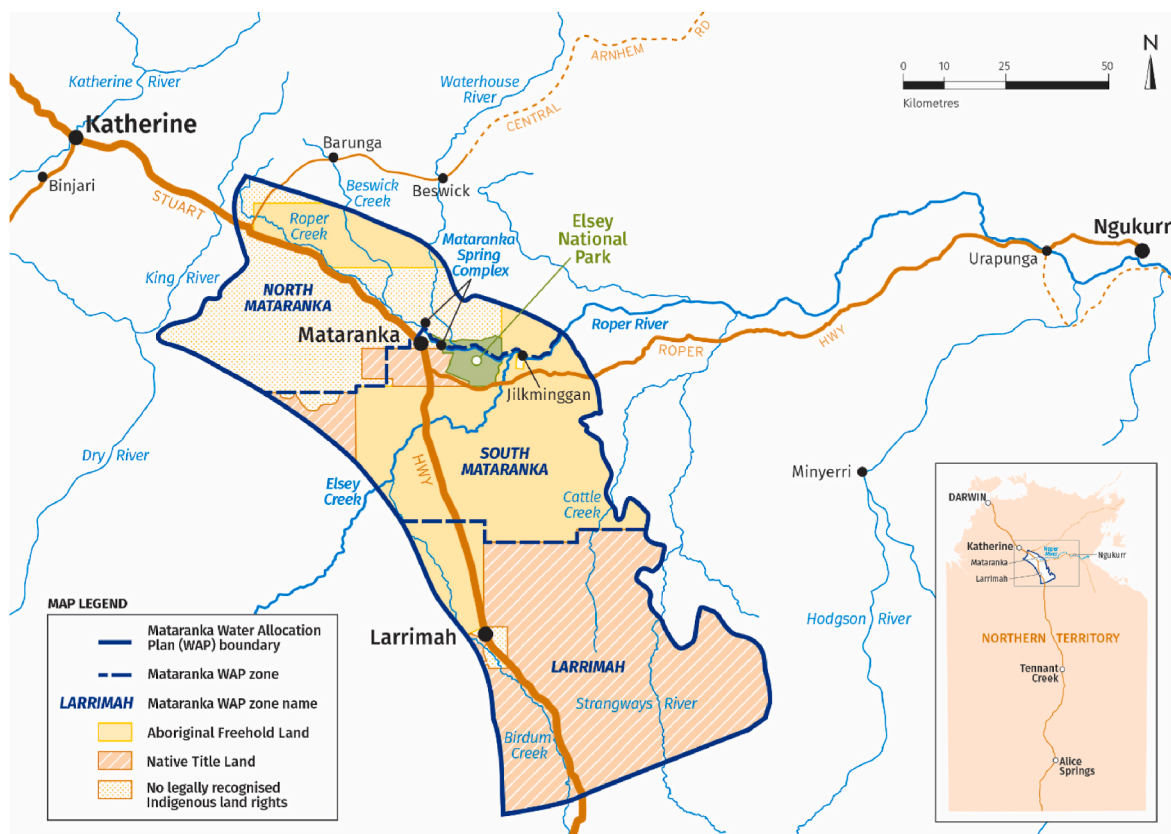 Katherine River
Katherine
Binjari
STUART
Waterhouse
River
ARNHEM
RD
CENTRAL
Barunga
Beswick
Beswick
Creek
Roper
Creek
King River
Mataranka
Spring
Complex
Elsey
National
Park
NORTH
MATARANKA
Mataranka
Roper River
ROPER
HWY
Urapunga
Ngukurr
Jilkminggan
Dry River
HWY
SOUTH
MATARANKA
Elsey
Creek
Cattle
Creek
Minyerri
Hodgson River
Larrimah
LARRIMAH
Strangways River
Birdum
Creek
N
0 10 25 50
Kilometres
MAP LEGEND
Mataranka Water Allocation
Plan (WAP) boundary
Mataranka WAP zone
LARRIMAH Mataranka WAP zone name
Aboriginal Freehold Land
Native Title Land
No legally recognised
Indigenous land rights
DARWIN
Katherine
Roper
River
Ngukurr
Mataranka
Larrimah
NORTHERN TERRITORY
Tennant
Creek
Alice
Springs